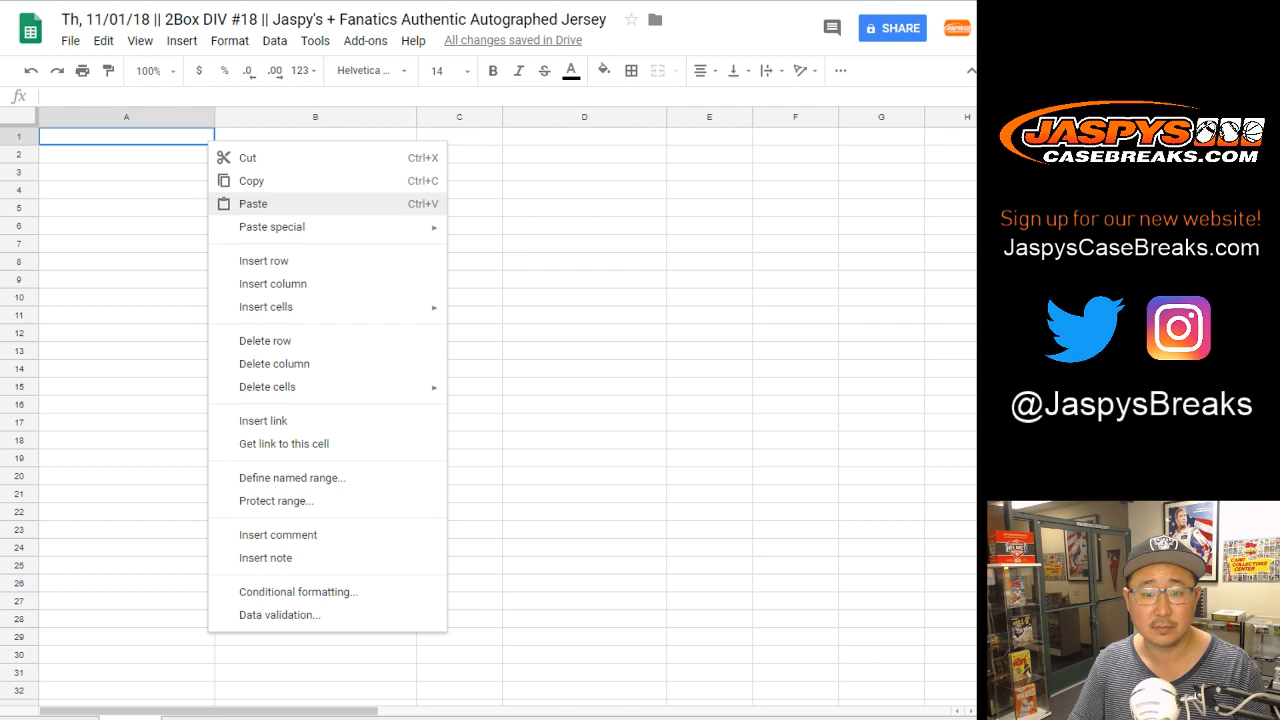 Th, 11/01/18 || 2Box DIV #18 || Jaspy's + Fanatics Authentic Autographed Jersey
File Edit View Insert Format Data Tools Add-ons Help All changes saved in Drive
SHARE
100% $ % .0 .00 123 Helvetica ... 14 B I S A
fx
A B C D E F G H
1
2
3
4
5
6
7
8
9
10
11
12
13
14
15
16
17
18
19
20
21
22
23
24
25
26
27
28
29
30
31
32
Cut Ctrl+X
Copy Ctrl+C
Paste Ctrl+V
Paste special
Insert row
Insert column
Insert cells
Delete row
Delete column
Delete cells
Insert link
Get link to this cell
Define named range...
Protect range...
Insert comment
Insert note
Conditional formatting...
Data validation...
JASPYS
CASEBREAKS.COM
Sign up for our new website!
JaspysCaseBreaks.com
@JaspysBreaks
HELMET
CARD
COLLECTORS
CENTER